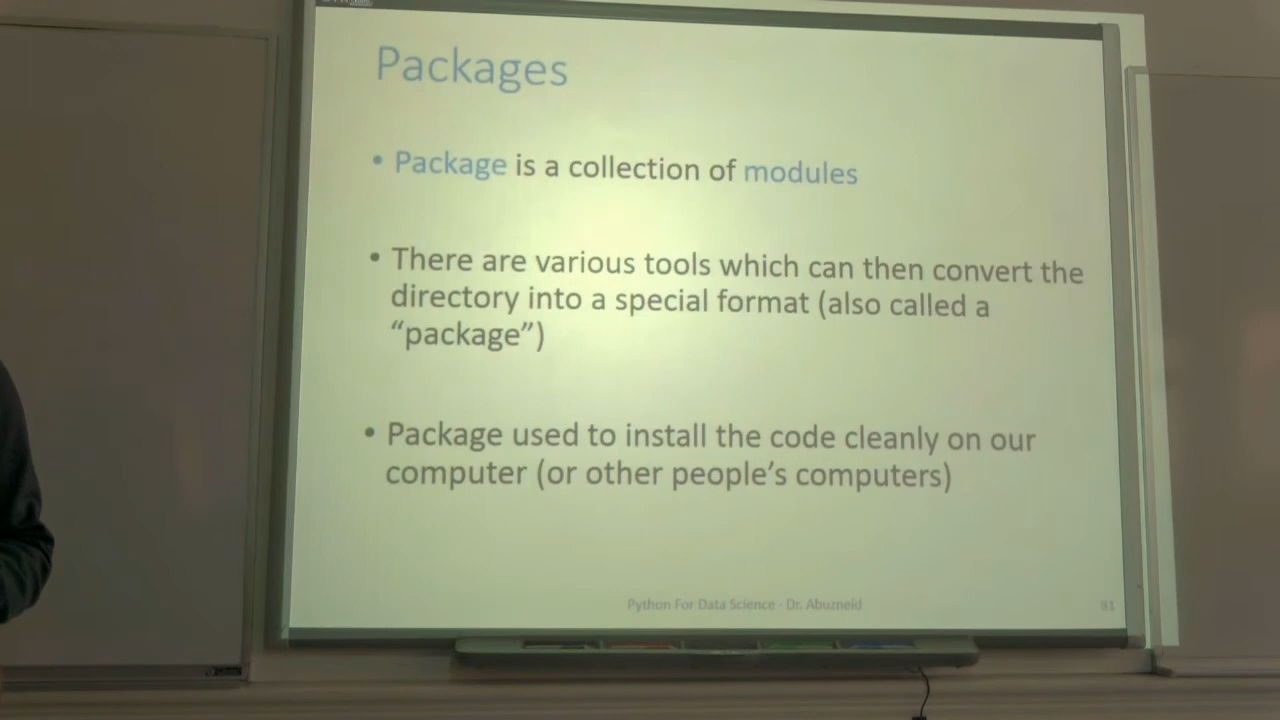 Packages
• Package is a collection of modules
• There are various tools which can then convert the
directory into a special format (also called a
“package”)
• Package used to install the code cleanly on our
computer (or other people’s computers)
Python For Data Science - Dr. Abuzneid
81